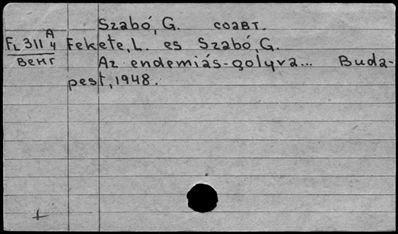 Szabó, G. соавт.
FL 311 A/4 Fekete, L. es Szabó, G.
венг Az endemiás-golyva... Buda-
pest, 1948.